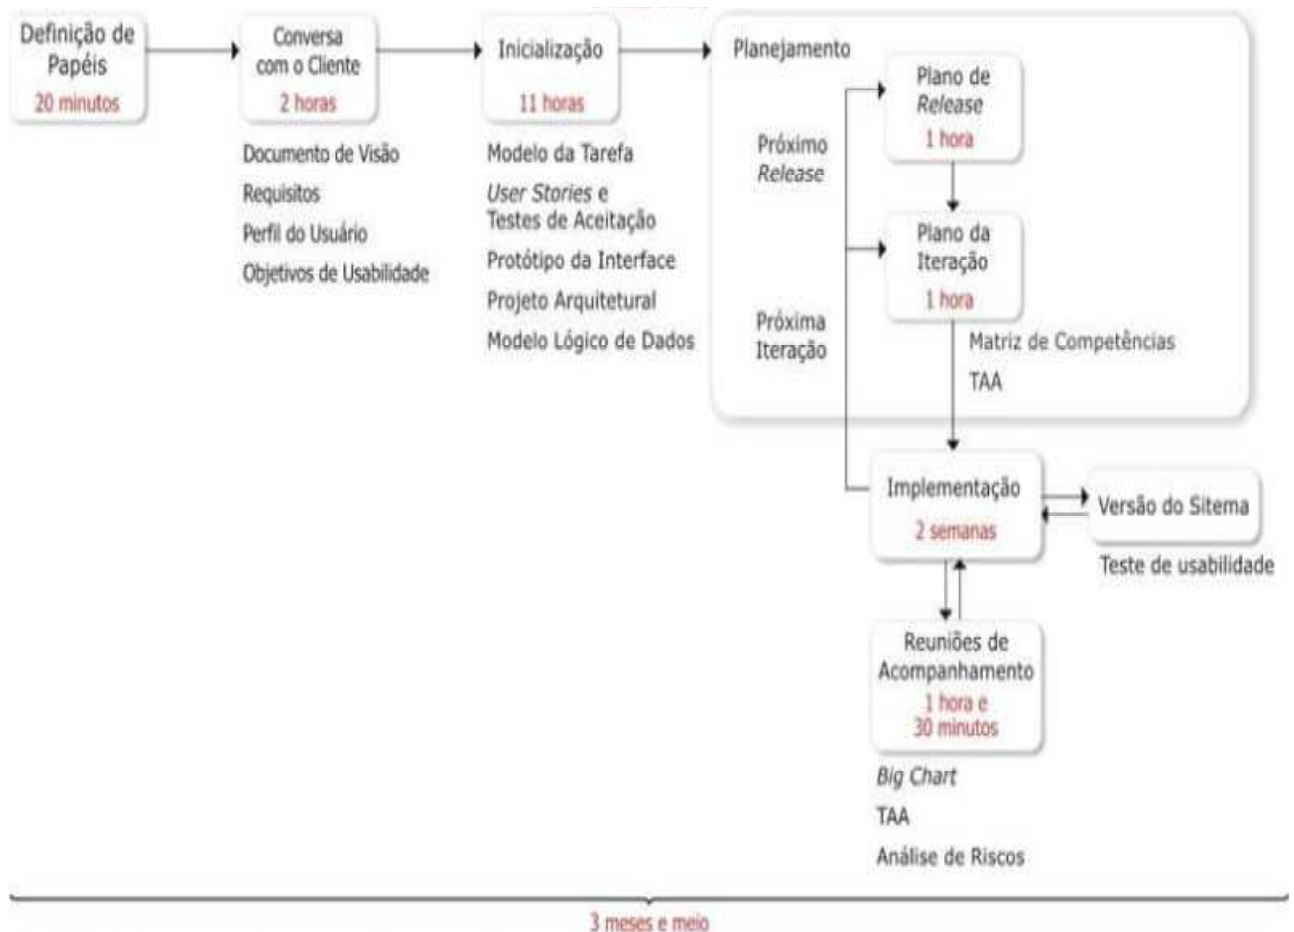 Definição de
Papéis
20 minutos
Conversa
com o Cliente
2 horas
Documento de Visão
Requisitos
Perfil do Usuário
Objetivos de Usabilidade
Inicialização
11 horas
Modelo da Tarefa
User Stories e
Testes de Aceitação
Protótipo da Interface
Projeto Arquitetural
Modelo Lógico de Dados
Planejamento
Plano de
Release
1 hora
Próximo
Release
Plano da
Iteração
1 hora
Próxima
Iteração
Matriz de Competências
TAA
Implementação
2 semanas
Versão do Sitema
Teste de usabilidade
Reuniões de
Acompanhamento
1 hora e
30 minutos
Big Chart
TAA
Análise de Riscos
3 meses e meio